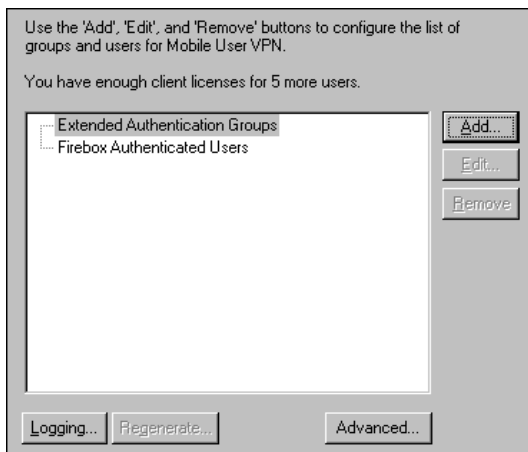 Use the 'Add', 'Edit', and 'Remove' buttons to configure the list of
groups and users for Mobile User VPN.
You have enough client licenses for 5 more users.
Extended Authentication Groups
Firebox Authenticated Users
Add...
Edit...
Remove
Logging...
Regenerate...
Advanced...